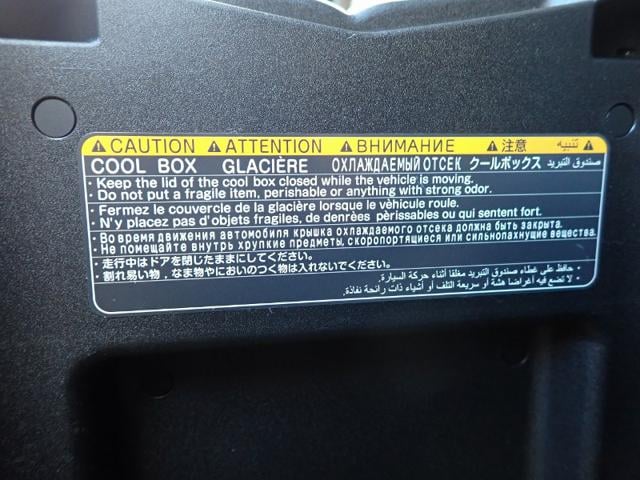 CAUTION ATTENTION ВНИМАНИЕ 注意 تنبيه
COOL BOX GLACIÈRE ОХЛАЖДАЕМЫЙ ОТСЕК クールボックス صندوق التبريد
· Keep the lid of the cool box closed while the vehicle is moving.
· Do not put a fragile item, perishable or anything with strong odor.
· Fermez le couvercle de la glacière lorsque le vèhicule roule.
· N'y placez pas d'objets fragiles, de denrèes pèrissables ou qui sentent fort.
· Во время движения автомобиля крышка охлаждаемого отсека должна быть закрыта.
· Не помещайте внутрь хрупкие предметы, скоропортящиеся или сильнопахнущие вещества.
· 走行中はドアを閉じたままにしてください。
· 割れ易い物、なま物やにおいのつく物は入れないでください。
· حافظ على غطاء صندوق التبريد مغلقا أثناء حركة السيارة.
· لا تضع فيه أغراضا هشة أو سريعة التلف أو أشياء ذات رائحة نفاذة.